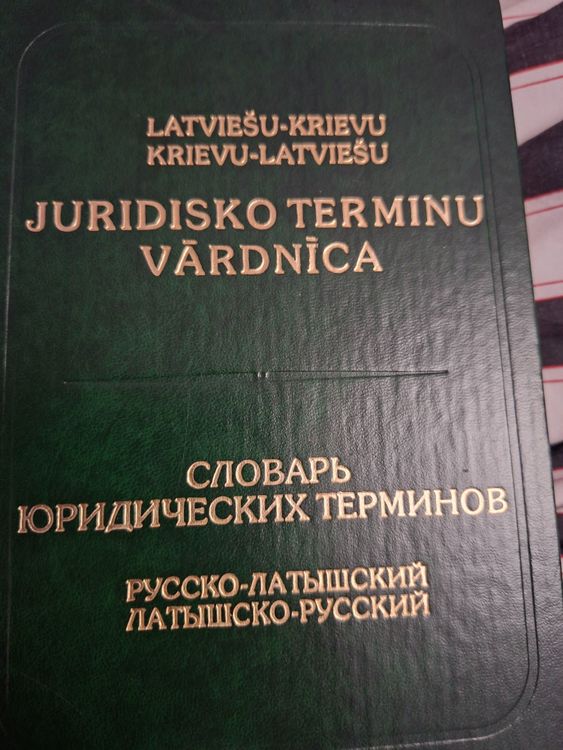 LATVIEŠU-KRIEVU
KRIEVU-LATVIEŠU
JURIDISKO TERMINU
VĀRDNĪCA
СЛОВАРЬ
ЮРИДИЧЕСКИХ ТЕРМИНОВ
РУССКО-ЛАТЫШСКИЙ
ЛАТЫШСКО-РУССКИЙ